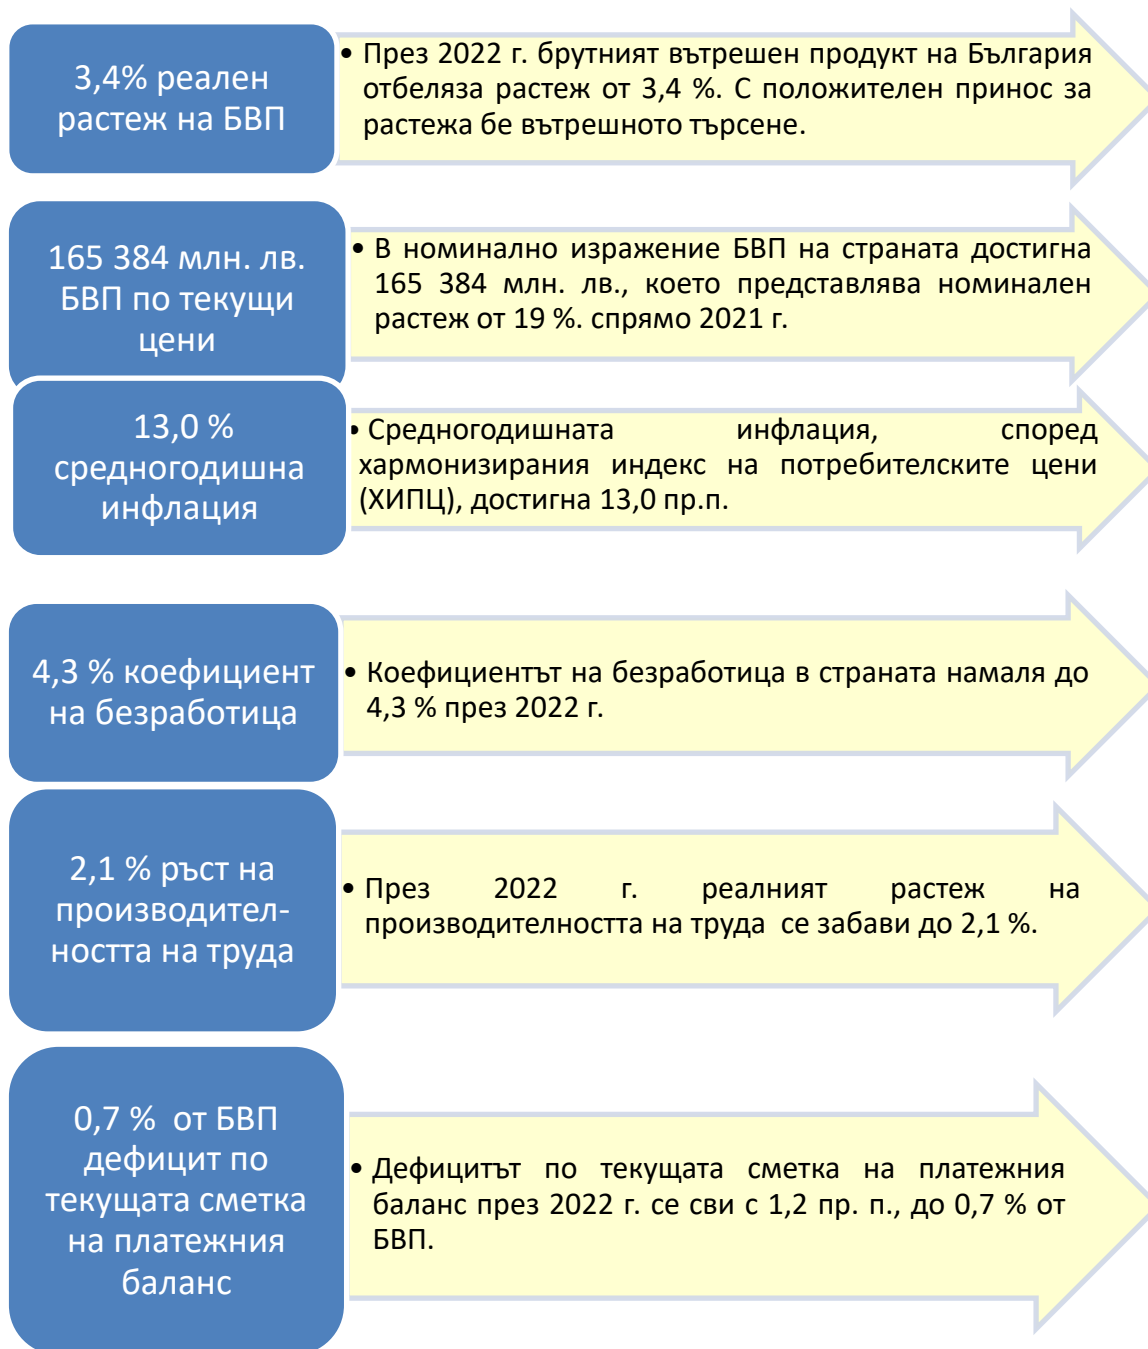 3,4% реален
растеж на БВП
• През 2022 г. брутният вътрешен продукт на България
отбеляза растеж от 3,4 %. С положителен принос за
растежа бе вътрешното търсене.
165 384 млн. лв.
БВП по текущи
цени
• В номинално изражение БВП на страната достигна
165 384 млн. лв., което представлява номинален
растеж от 19 %. спрямо 2021 г.
13,0 %
средногодишна
инфлация
• Средногодишната инфлация, според
хармонизирания индекс на потребителските цени
(ХИПЦ), достигна 13,0 пр.п.
4,3 % коефициент
на безработица
• Коефициентът на безработица в страната намаля до
4,3 % през 2022 г.
2,1 % ръст на
производител-
ността на труда
• През 2022 г. реалният растеж на
производителността на труда се забави до 2,1 %.
0,7 % от БВП
дефицит по
текущата сметка
на платежния
баланс
• Дефицитът по текущата сметка на платежния
баланс през 2022 г. се сви с 1,2 пр. п., до 0,7 % от
БВП.